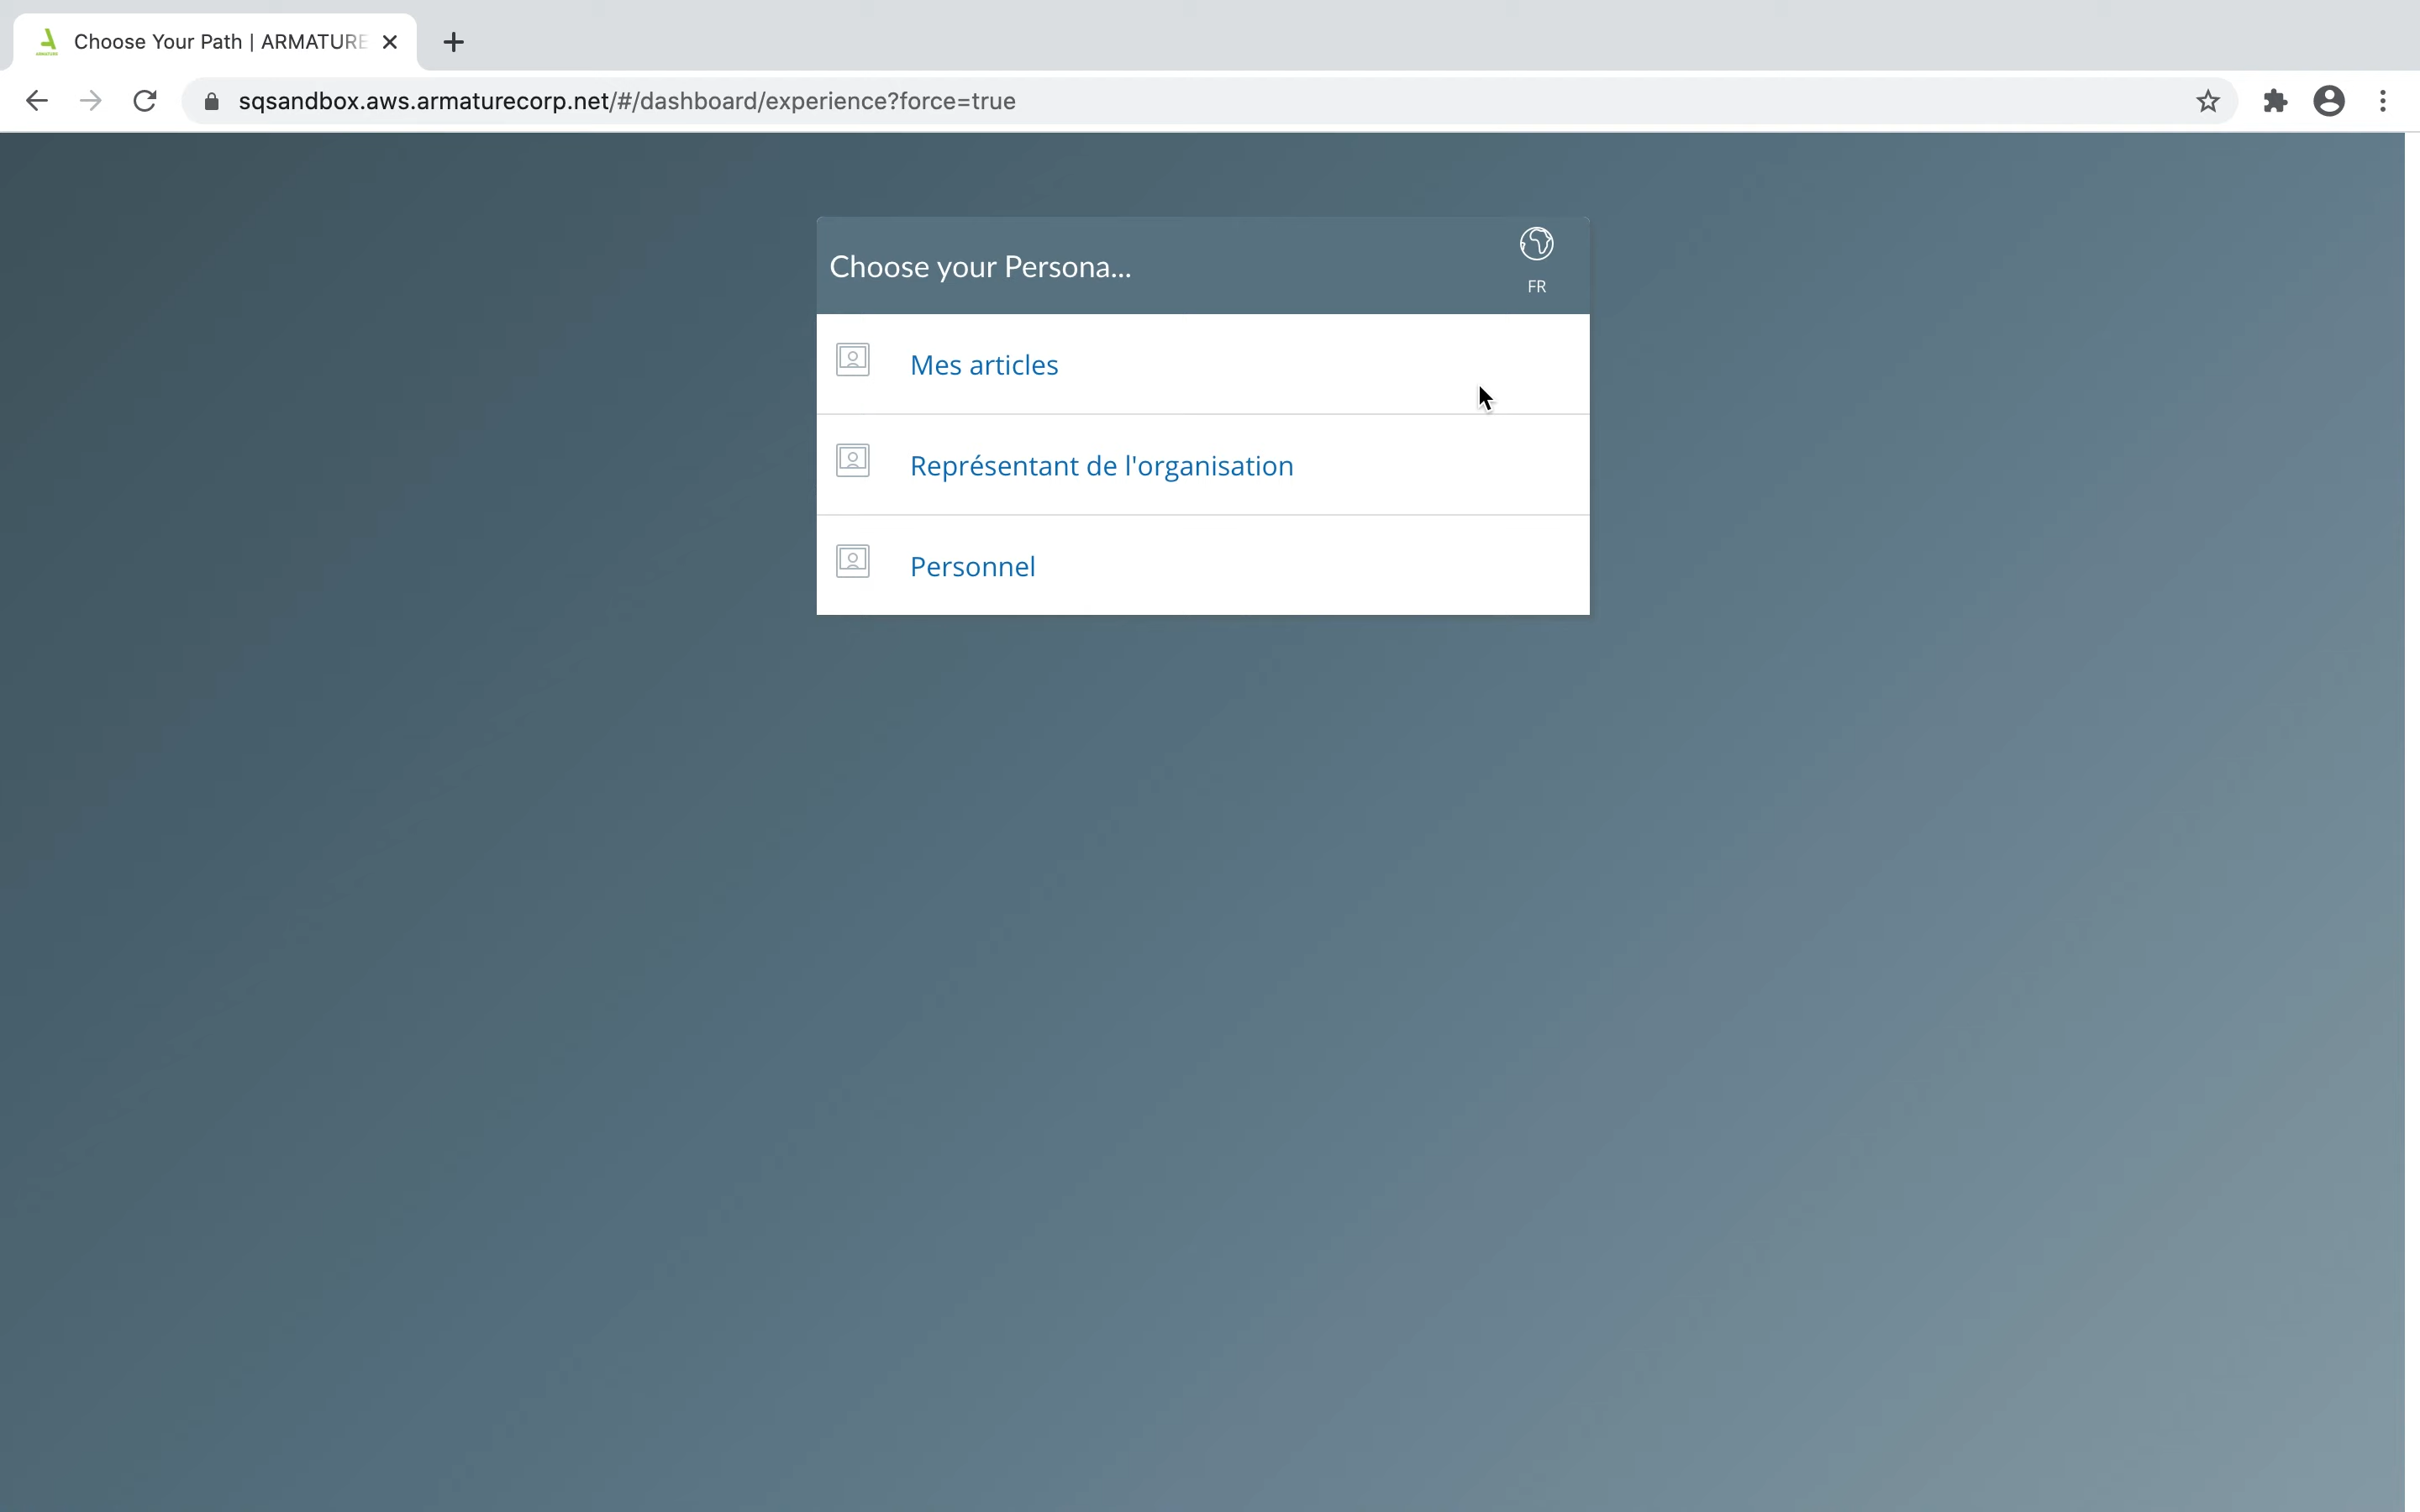 Choose Your Path | ARMATURE
sqsandbox.aws.armaturecorp.net/#/dashboard/experience?force=true
Choose your Persona...
FR
Mes articles
Représentant de l'organisation
Personnel